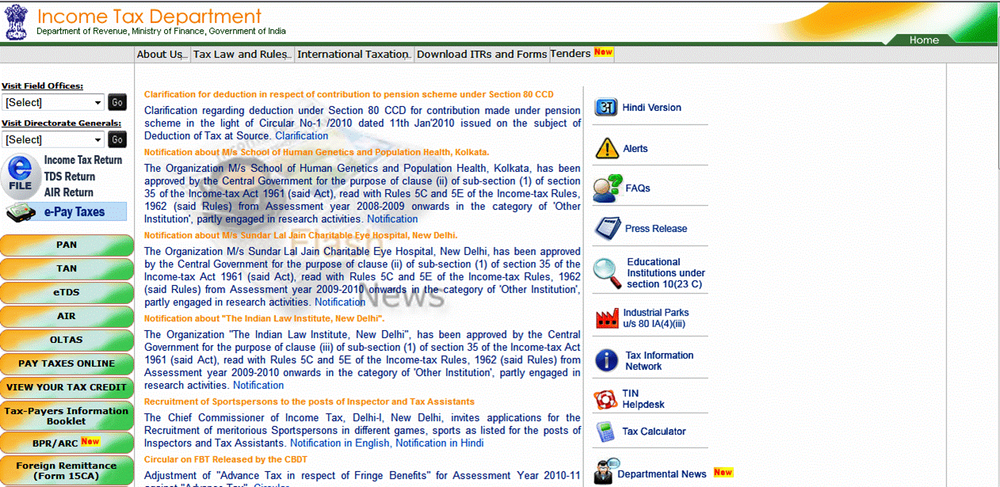 Income Tax Department
Department of Revenue, Ministry of Finance, Government of India
Home
About Us
Tax Law and Rules
International Taxation
Download ITRs and Forms
Tenders New
Visit Field Offices:
[Select] Go
Visit Directorate Generals:
[Select] Go
e FILE
Income Tax Return
TDS Return
AIR Return
e-Pay Taxes
PAN
TAN
eTDS
AIR
OLTAS
PAY TAXES ONLINE
VIEW YOUR TAX CREDIT
Tax-Payers Information
Booklet
BPR/ARC New
Foreign Remittance
(Form 15CA)
Flash
News
Clarification for deduction in respect of contribution to pension scheme under Section 80 CCD
Clarification regarding deduction under Section 80 CCD for contribution made under pension
scheme in the light of Circular No-1 /2010 dated 11th Jan'2010 issued on the subject of
Deduction of Tax at Source. Clarification
Notification about M/s School of Human Genetics and Population Health, Kolkata.
The Organization M/s School of Human Genetics and Population Health, Kolkata, has been
approved by the Central Government for the purpose of clause (ii) of sub-section (1) of section
35 of the Income-tax Act 1961 (said Act), read with Rules 5C and 5E of the Income-tax Rules,
1962 (said Rules) from Assessment year 2008-2009 onwards in the category of 'Other
Institution', partly engaged in research activities. Notification
Notification about M/s Sundar Lal Jain Charitable Eye Hospital, New Delhi.
The Organization M/s Sundar Lal Jain Charitable Eye Hospital, New Delhi, has been approved
by the Central Government for the purpose of clause (ii) of sub-section (1) of section 35 of the
Income-tax Act 1961 (said Act), read with Rules 5C and 5E of the Income-tax Rules, 1962
(said Rules) from Assessment year 2009-2010 onwards in the category of 'Other Institution',
partly engaged in research activities. Notification
Notification about "The Indian Law Institute, New Delhi".
The Organization "The Indian Law Institute, New Delhi", has been approved by the Central
Government for the purpose of clause (iii) of sub-section (1) of section 35 of the Income-tax Act
1961 (said Act), read with Rules 5C and 5E of the Income-tax Rules, 1962 (said Rules) from
Assessment year 2009-2010 onwards in the category of 'Other Institution', partly engaged in
research activities. Notification
Recruitment of Sportspersons to the posts of Inspector and Tax Assistants
The Chief Commissioner of Income Tax, Delhi-I, New Delhi, invites applications for the
Recruitment of meritorious Sportspersons in different games, sports as listed for the posts of
Inspectors and Tax Assistants. Notification in English, Notification in Hindi
Circular on FBT Released by the CBDT
Adjustment of "Advance Tax in respect of Fringe Benefits" for Assessment Year 2010-11
against "Advance Tax". Circular
अ Hindi Version
Alerts
FAQs
Press Release
Educational
Institutions under
section 10(23 C)
Industrial Parks
u/s 80 IA(4)(iii)
Tax Information
Network
TIN
Helpdesk
Tax Calculator
Departmental News New